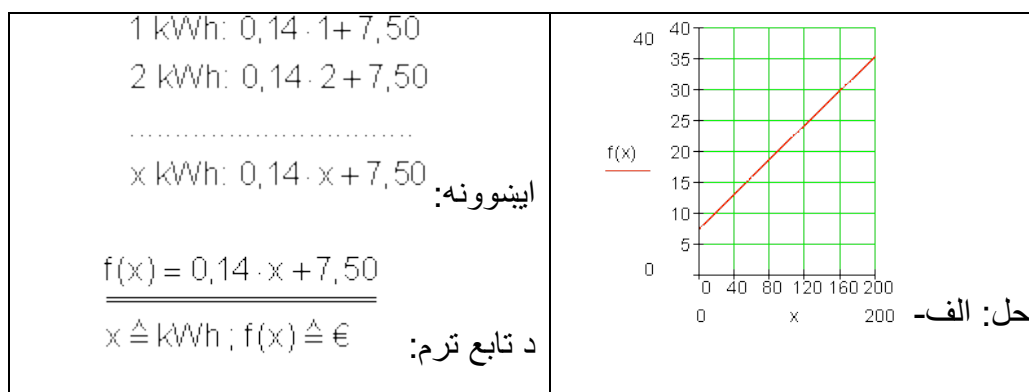 حل: الف-
40
f(x)
0
40
35
30
25
20
15
10
5
0 40 80 120 160 200
0 x 200
1 kWh: 0,14 · 1+ 7,50
2 kWh: 0,14 · 2 + 7,50
................................
x kWh: 0,14 · x + 7,50
ایښوونه:
f(x) = 0,14 · x + 7,50
x ≙ kWh ; f(x) ≙ €
د تابع ترم: